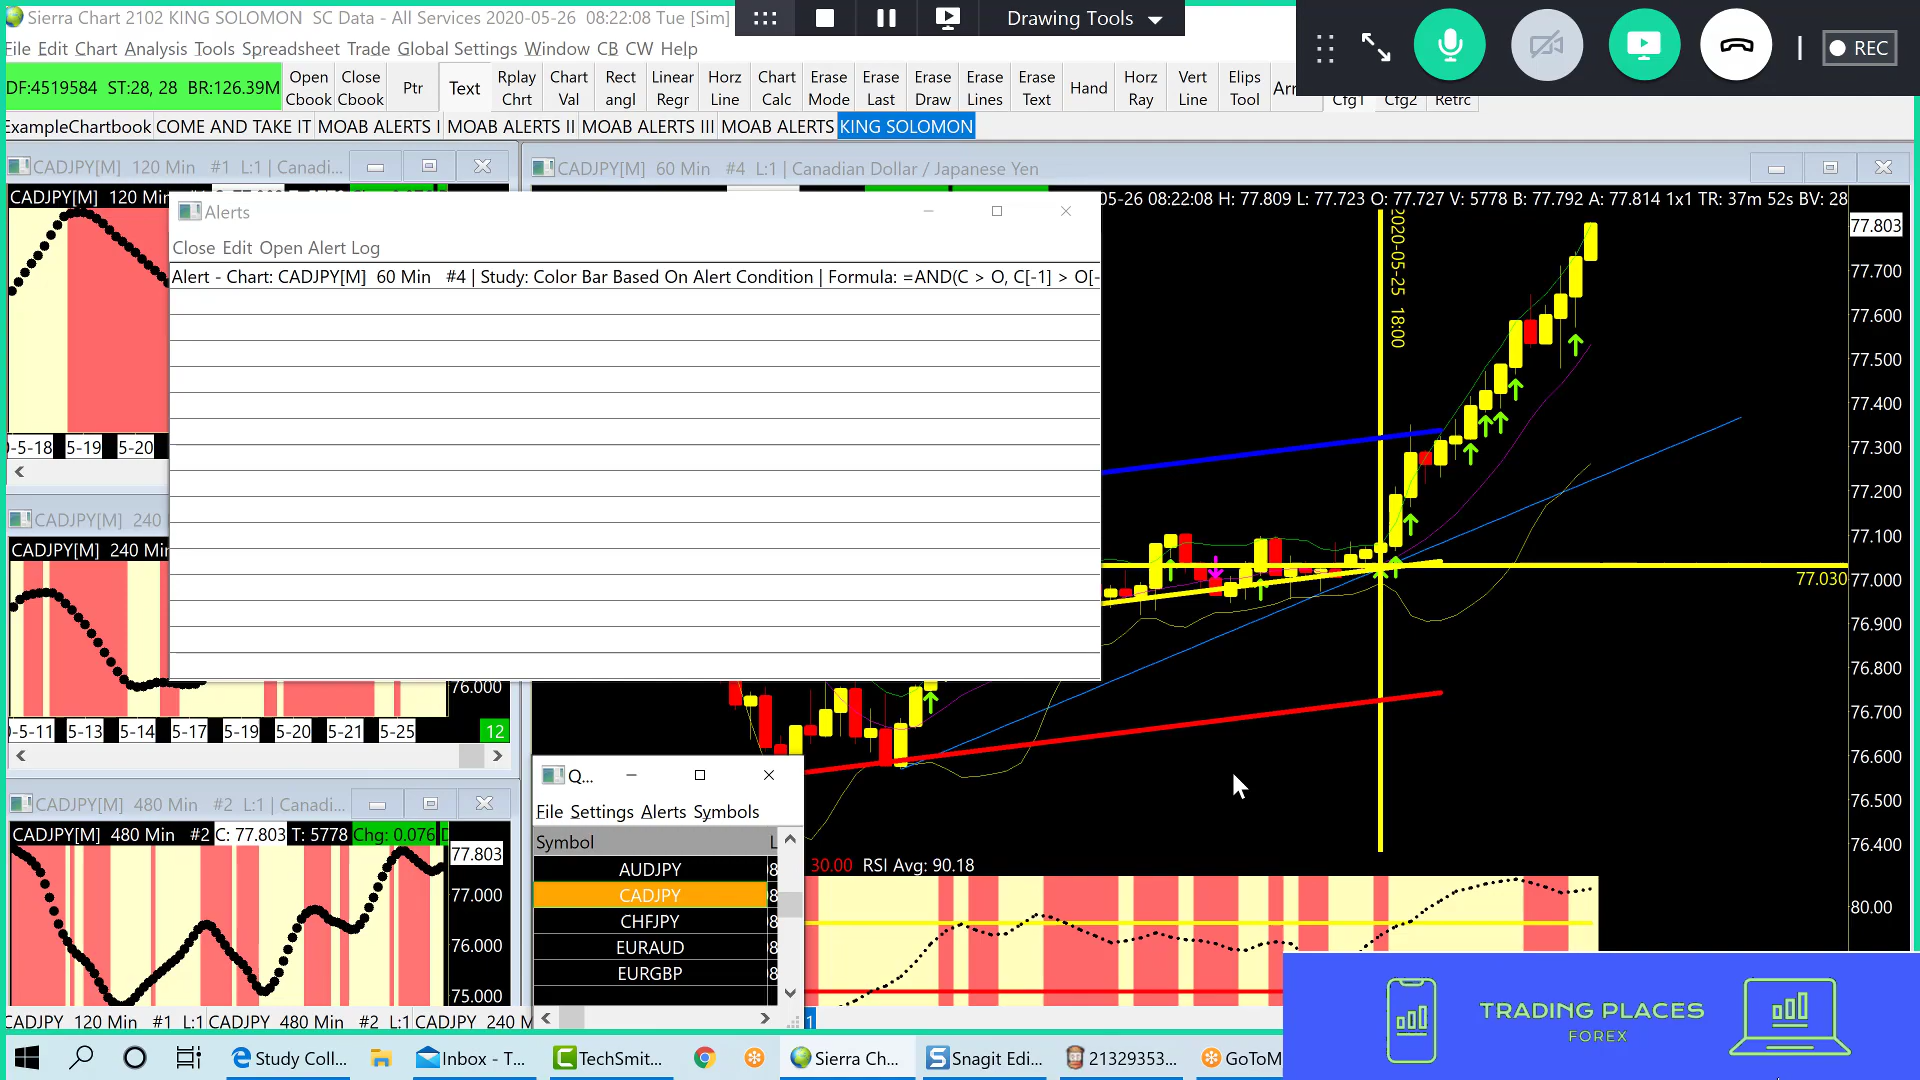 Sierra Chart 2102 KING SOLOMON SC Data - All Services 2020-05-26 08:22:08 Tue [Sim]
Drawing Tools
REC
File Edit Chart Analysis Tools Spreadsheet Trade Global Settings Window CB CW Help
DF:4519584 ST:28, 28 BR:126.39M
Open Cbook
Close Cbook
Ptr
Text
Rplay Chrt
Chart Val
Rect angl
Linear Regr
Horz Line
Chart Calc
Erase Mode
Erase Last
Erase Draw
Erase Lines
Erase Text
Hand
Horz Ray
Vert Line
Elips Tool
Arr
Cfg1
Cfg2
Retrc
ExampleChartbook COME AND TAKE IT MOAB ALERTS I MOAB ALERTS II MOAB ALERTS III MOAB ALERTS KING SOLOMON
CADJPY[M] 120 Min #1 L:1 | Canadi...
CADJPY[M] 60 Min #4 L:1 | Canadian Dollar / Japanese Yen
CADJPY[M] 120 Min
05-26 08:22:08 H: 77.809 L: 77.723 O: 77.727 V: 5778 B: 77.792 A: 77.814 1x1 TR: 37m 52s BV: 28
Alerts
Close Edit Open Alert Log
Alert - Chart: CADJPY[M] 60 Min #4 | Study: Color Bar Based On Alert Condition | Formula: =AND(C > O, C[-1] > O[-
2020-05-25 18:00
77.803
77.700
77.600
77.500
77.400
77.300
77.200
77.100
77.030
77.000
76.900
76.800
76.700
76.600
76.500
76.400
80.00
0-5-18 5-19 5-20
CADJPY[M] 240
CADJPY[M] 240 Min
76.000
0-5-11 5-13 5-14 5-17 5-19 5-20 5-21 5-25 12
CADJPY[M] 480 Min #2 L:1 | Canadi...
CADJPY[M] 480 Min #2 C: 77.803 T: 5778 Chg: 0.076 D
77.803
77.000
76.000
75.000
Q...
File Settings Alerts Symbols
Symbol L
AUDJPY
CADJPY
CHFJPY
EURAUD
EURGBP
30.00 RSI Avg: 90.18
CADJPY 120 Min #1 L:1 CADJPY 480 Min #2 L:1 CADJPY 240 M
TRADING PLACES
FOREX
Study Coll...
Inbox - T...
TechSmit...
Sierra Ch...
Snagit Edi...
21329353...
GoToM